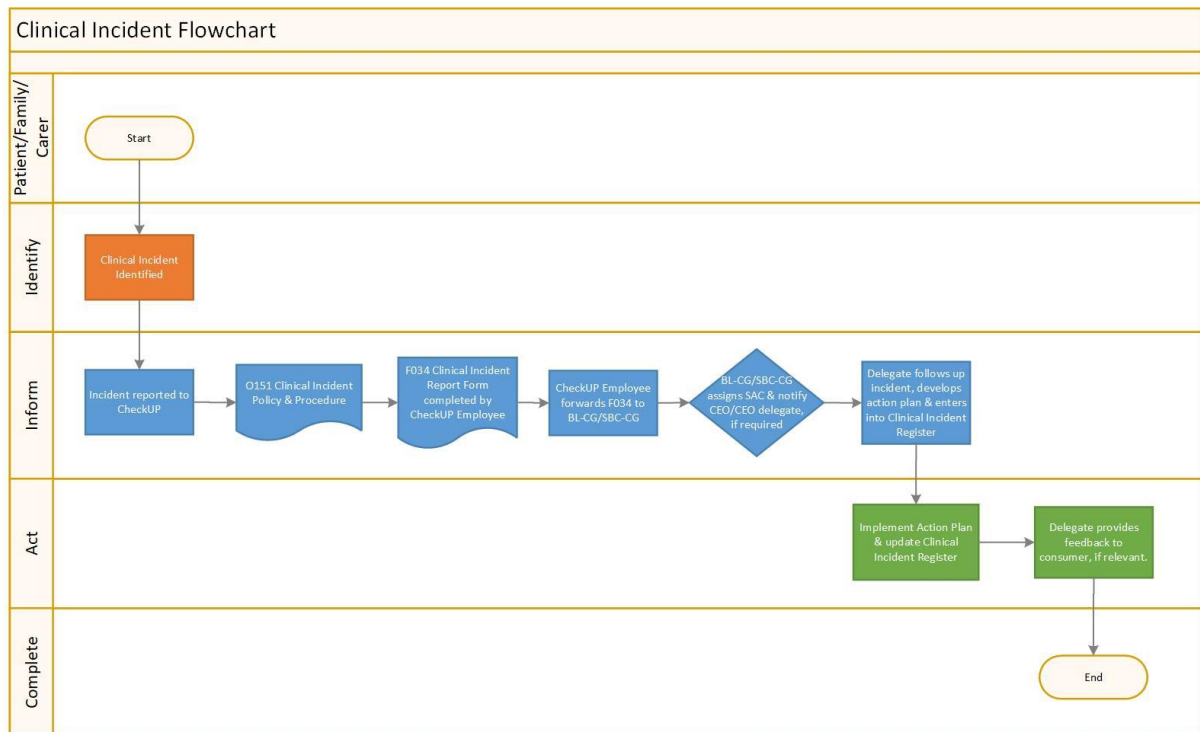 Clinical Incident Flowchart
Patient/Family/
Carer
Start
Identify
Clinical Incident
Identified
Inform
Incident reported to
CheckUP
O151 Clinical Incident
Policy & Procedure
F034 Clinical Incident
Report Form
completed by
CheckUP Employee
CheckUP Employee
forwards F034 to
BL-CG/SBC-CG
BL-CG/SBC-CG
assigns SAC & notify
CEO/CEO delegate,
if required
Delegate follows up
incident, develops
action plan & enters
into Clinical Incident
Register
Act
Implement Action Plan
& update Clinical
Incident Register
Delegate provides
feedback to
consumer, if relevant.
Complete
End